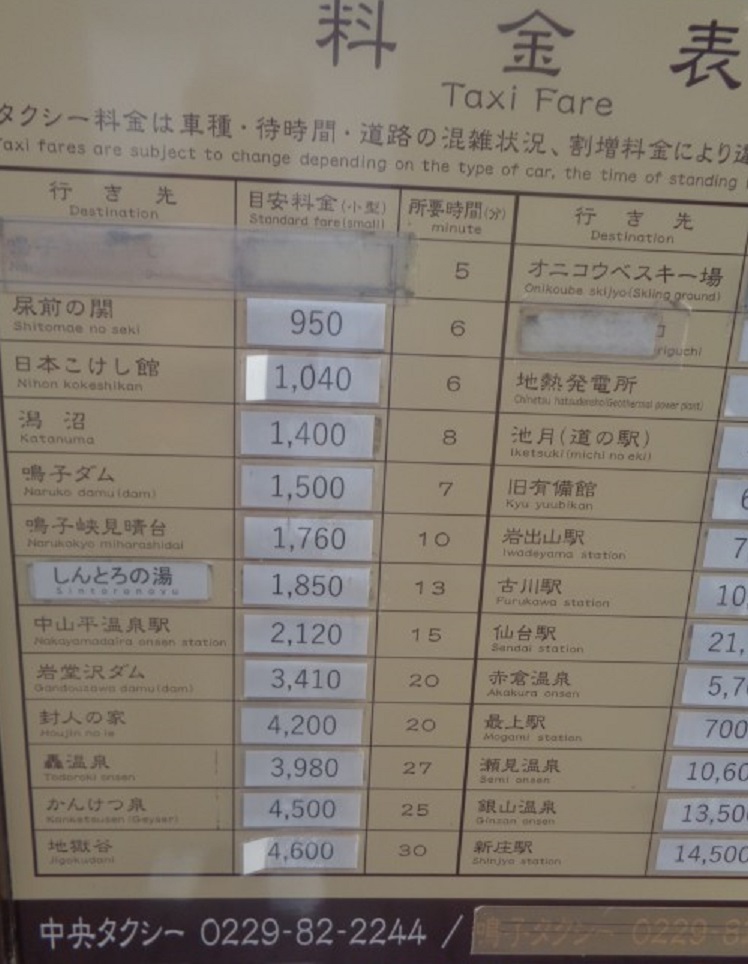 料金表
Taxi Fare
タクシー料金は車種・待時間・道路の混雑状況、割増料金により
Taxi fares are subject to change depending on the type of car, the time of standing
行き先 目安料金(小型) 所要時間(分) 行き先
Destination Standard fare(small) minute Destination
5 オニコウベスキー場
Onikoube skijyo(Skiing ground)
尿前の関 950 6
Shitomae no seki
日本こけし館 1,040 6 地熱発電所
Nihon kokeshikan
潟沼 1,400 8 池月(道の駅)
Katanuma Iketsuki(michi no eki)
鳴子ダム 1,500 7 旧有備館
Naruko damu(dam) Kyu yuubikan
鳴子峡見晴台 1,760 10 岩出山駅
Narukokyo miharashidai Iwadeyama station
しんとろの湯 1,850 13 古川駅
Sintoronoyu Furukawa station
中山平温泉駅 2,120 15 仙台駅
Nakayamadaira onsen station Sendai station
岩堂沢ダム 3,410 20 赤倉温泉
Gandouzawa damu(dam) Akakura onsen
封人の家 4,200 20 最上駅
Houjin no ie Mogami station
轟温泉 3,980 27 瀬見温泉
Todoroki onsen Semi onsen
かんけつ泉 4,500 25 銀山温泉
Kanketsusen (Geyser) Ginzan onsen
地獄谷 4,600 30 新庄駅 14,500
Jigokudani Shinjyo station
中央タクシー 0229-82-2244 / 鳴子タクシー